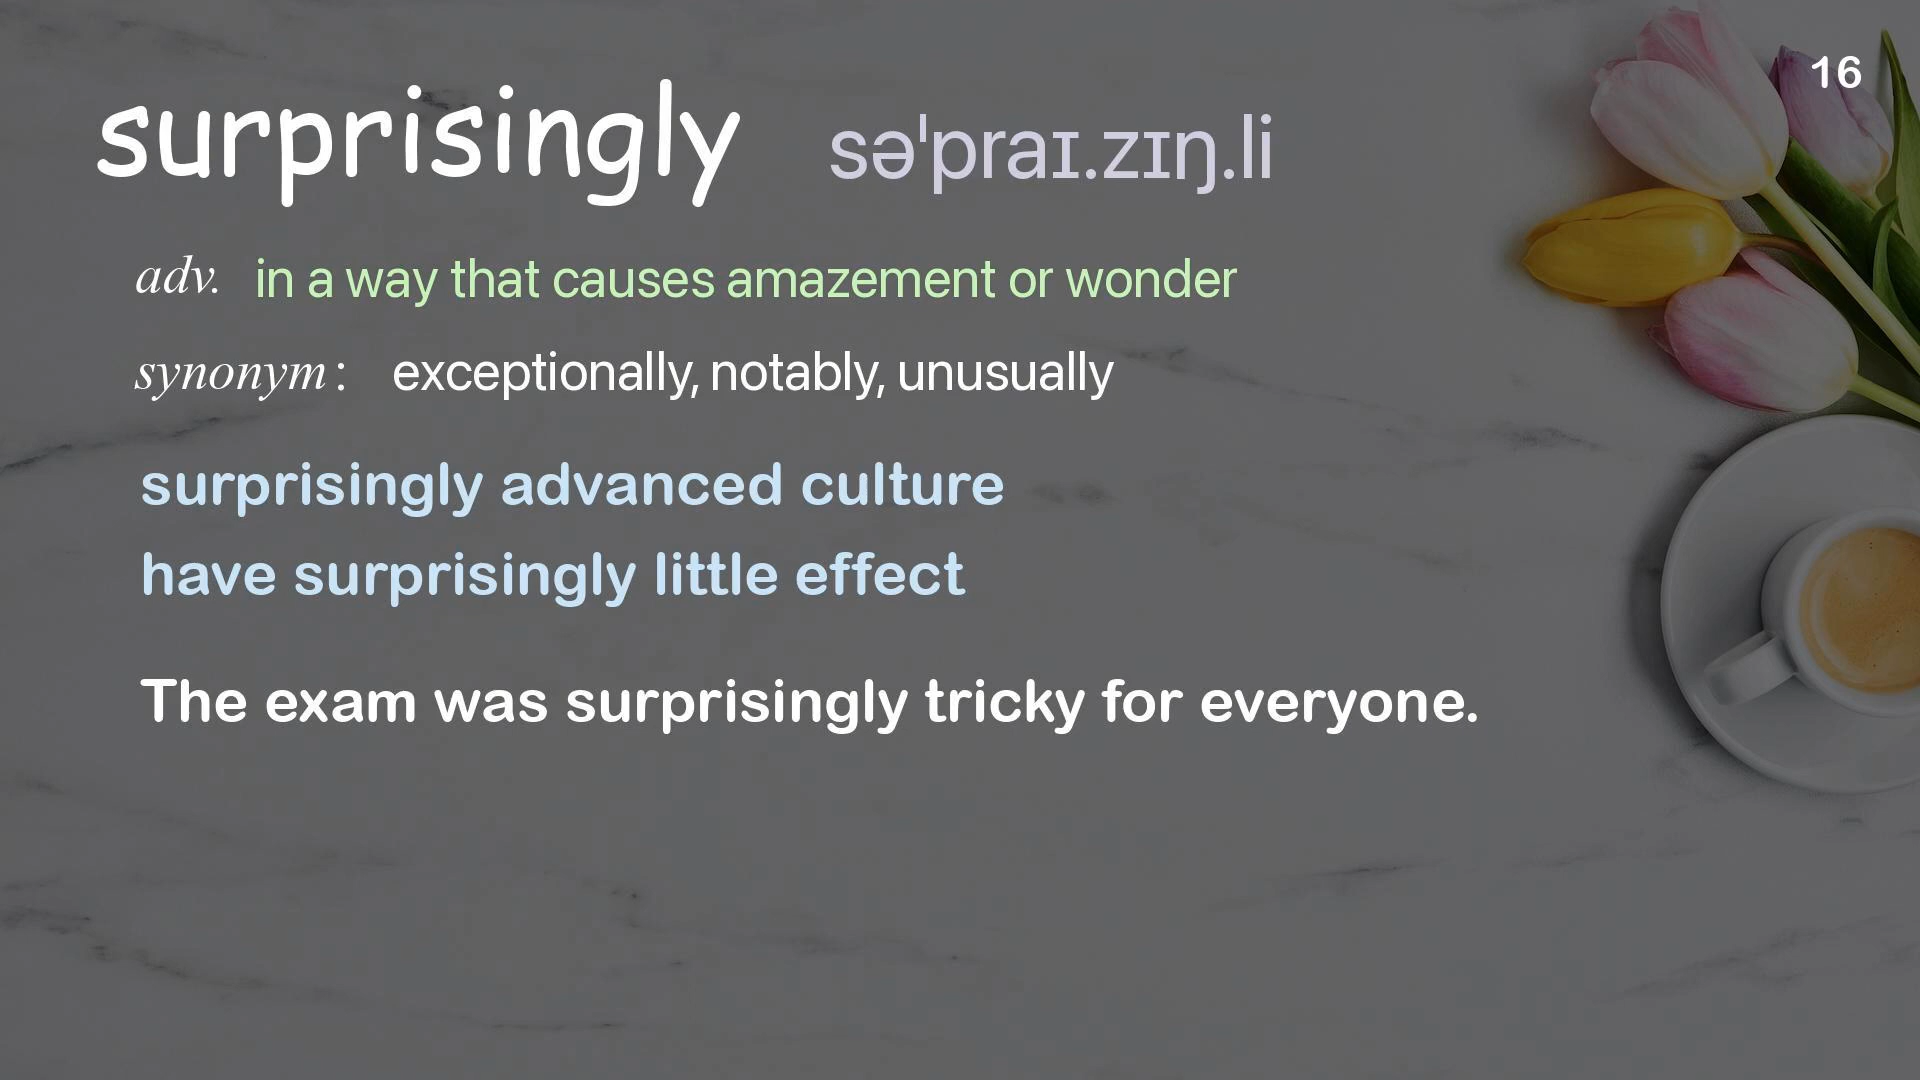 16
surprisingly səˈpraɪ.zɪŋ.li
adv. in a way that causes amazement or wonder
synonym : exceptionally, notably, unusually
surprisingly advanced culture
have surprisingly little effect
The exam was surprisingly tricky for everyone.